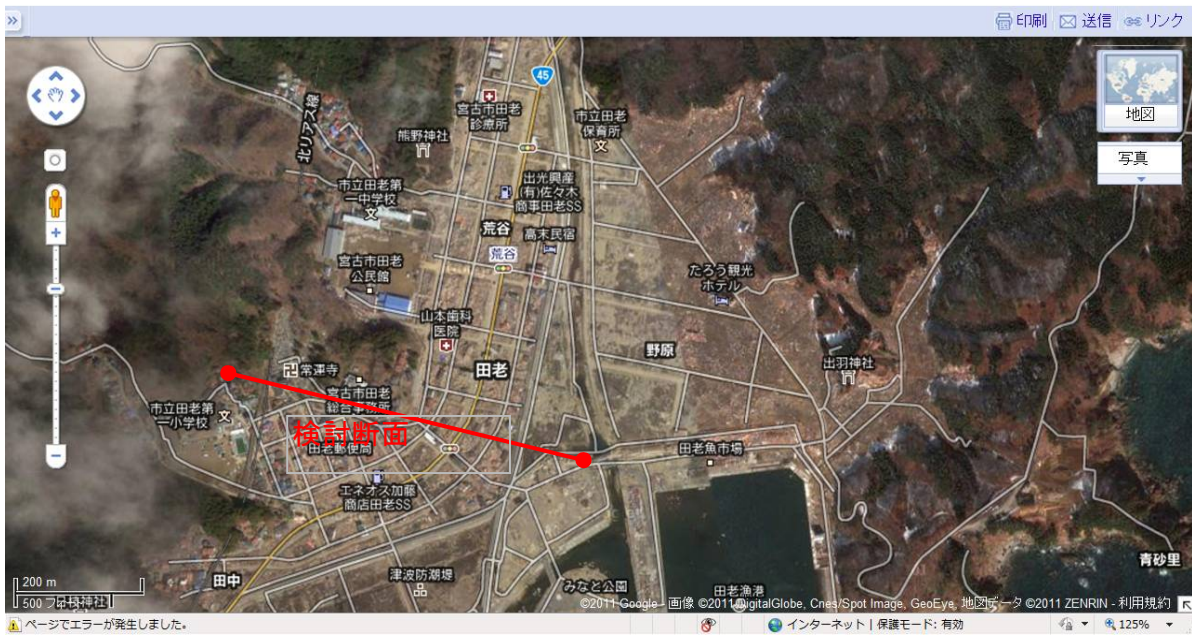 »
印刷
送信
リンク
45
地図
写真
北リアス線
熊野神社
宮古市田老
診療所
市立田老
保育所
市立田老第
一中学校
出光興産
(有)佐々木
商事田老SS
荒谷
高末民宿
荒谷
宮古市田老
公民館
たろう観光
ホテル
山本歯科
医院
野原
田老
出羽神社
常運寺
宮古市田老
総合事務所
市立田老第
一小学校
検討断面
田老郵便局
田老魚市場
エネオス加藤
商店田老SS
田中
津波防潮堤
みなと公園
田老漁港
青砂里
200 m
500 フィート
©2011 Google - 画像 ©2011 DigitalGlobe, Cnes/Spot Image, GeoEye, 地図データ ©2011 ZENRIN - 利用規約
ページでエラーが発生しました。
インターネット | 保護モード: 有効
125%